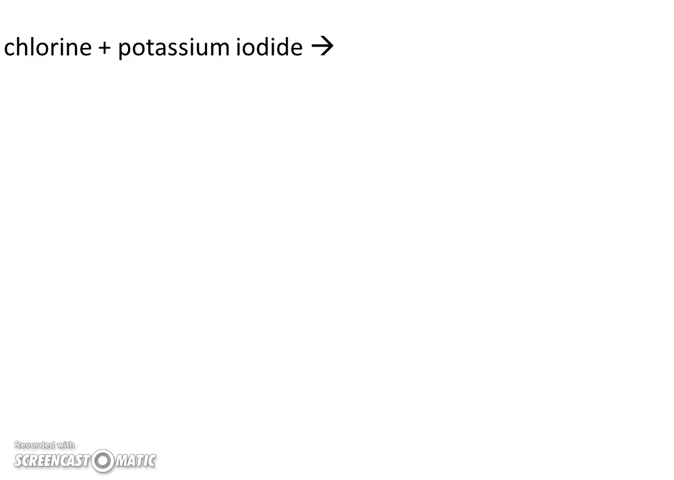 chlorine + potassium iodide →
Recorded with
SCREENCAST-O-MATIC